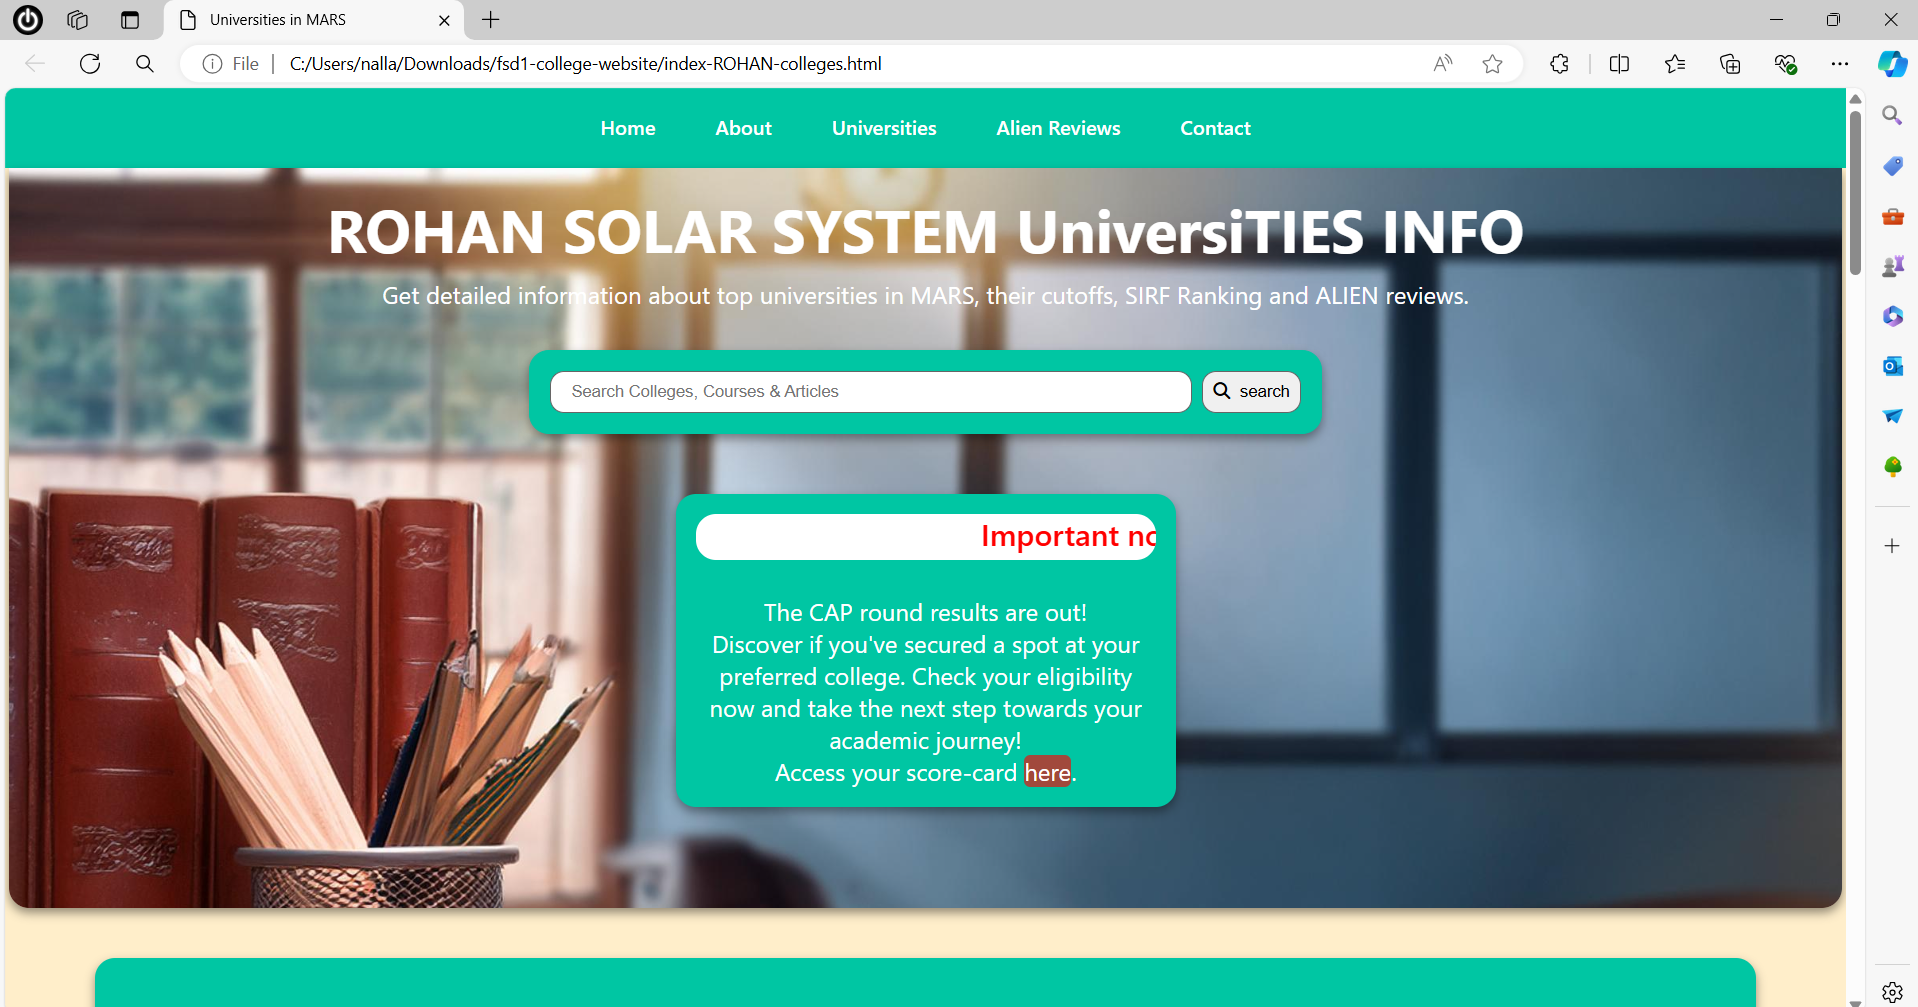 Universities in MARS
File
C:/Users/nalla/Downloads/fsd1-college-website/index-ROHAN-colleges.html
Home About Universities Alien Reviews Contact
ROHAN SOLAR SYSTEM UniversiTIES INFO
Get detailed information about top universities in MARS, their cutoffs, SIRF Ranking and ALIEN reviews.
Search Colleges, Courses & Articles
search
Important no
The CAP round results are out!
Discover if you've secured a spot at your
preferred college. Check your eligibility
now and take the next step towards your
academic journey!
Access your score-card here.